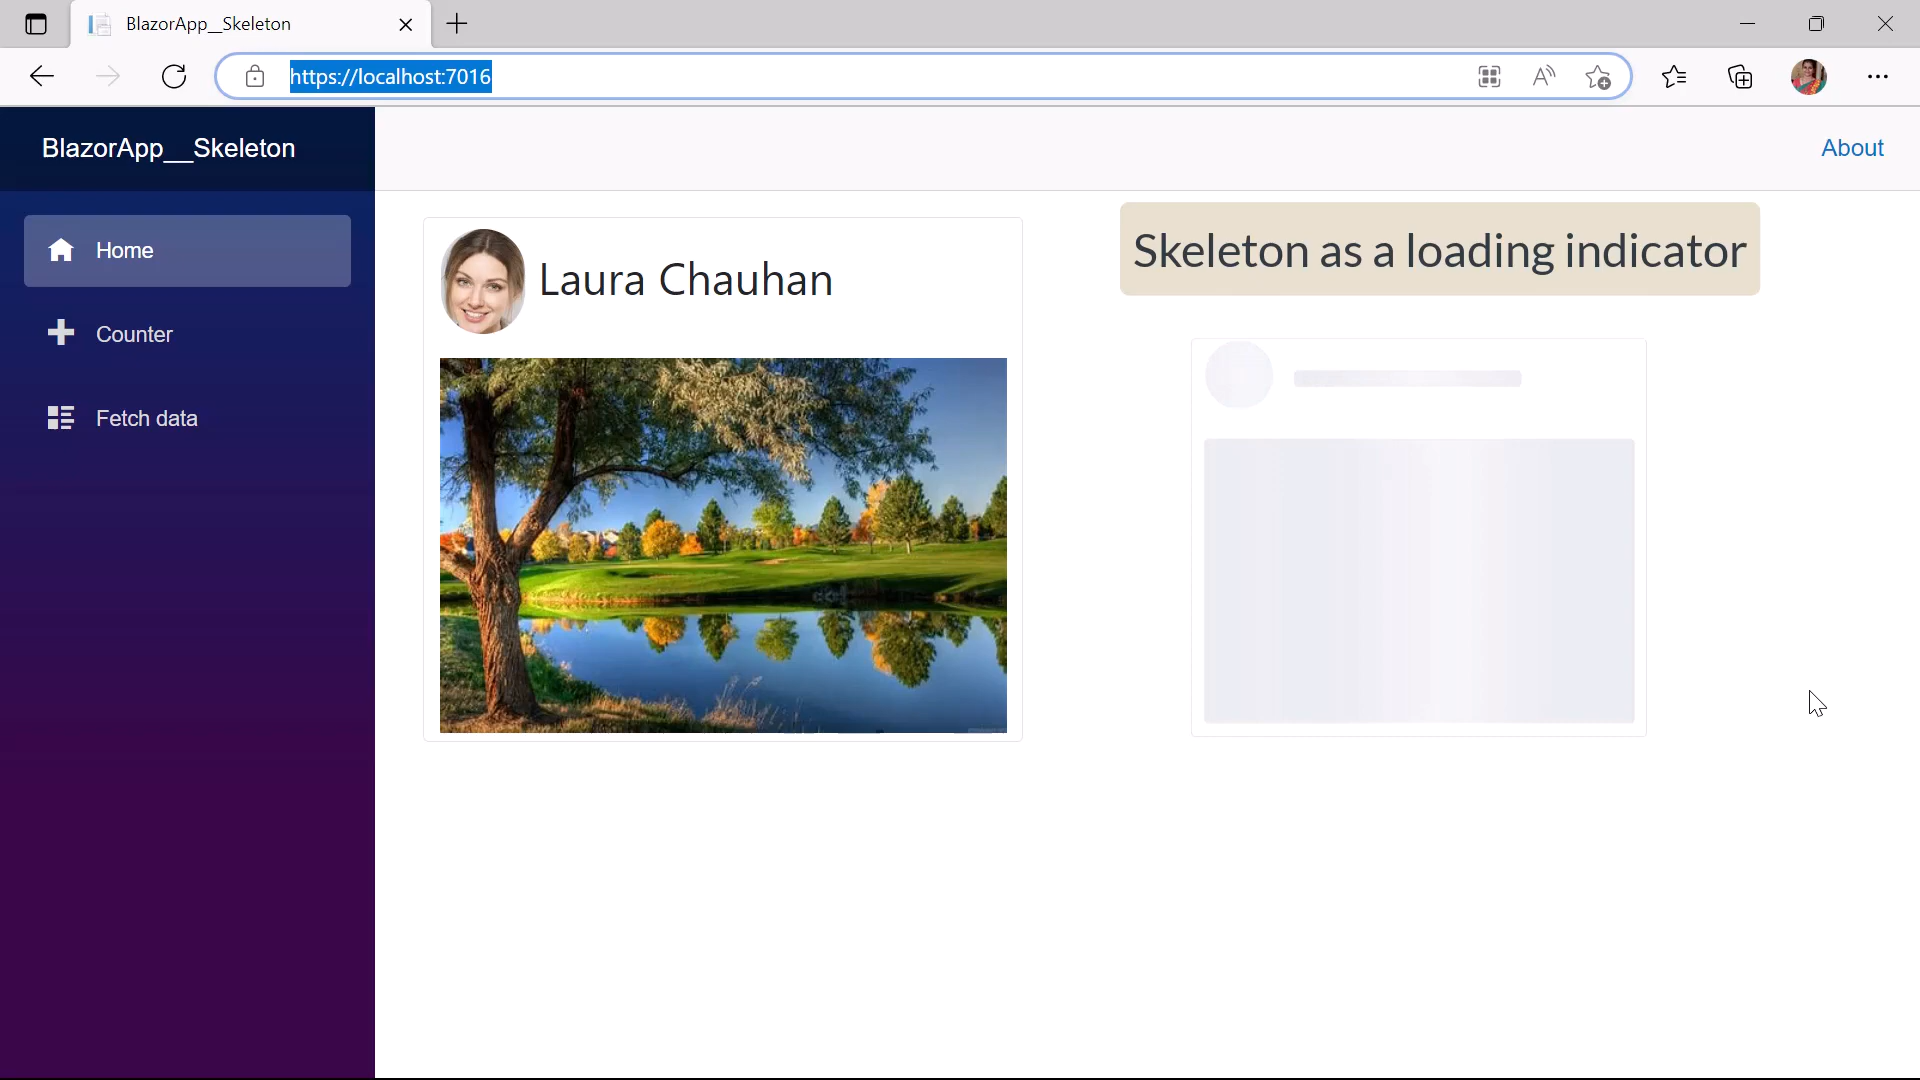 BlazorApp__Skeleton
https://localhost:7016
BlazorApp__Skeleton
About
Home
Counter
Fetch data
Laura Chauhan
Skeleton as a loading indicator